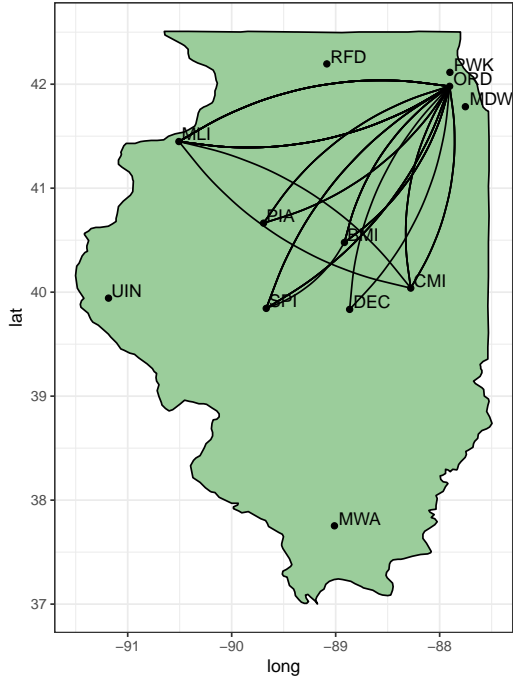 RFD
PWK
ORD
MDW
MLI
PIA
BMI
CMI
UIN
SPI
DEC
MWA
42
41
40
39
38
37
lat
−91
−90
−89
−88
long